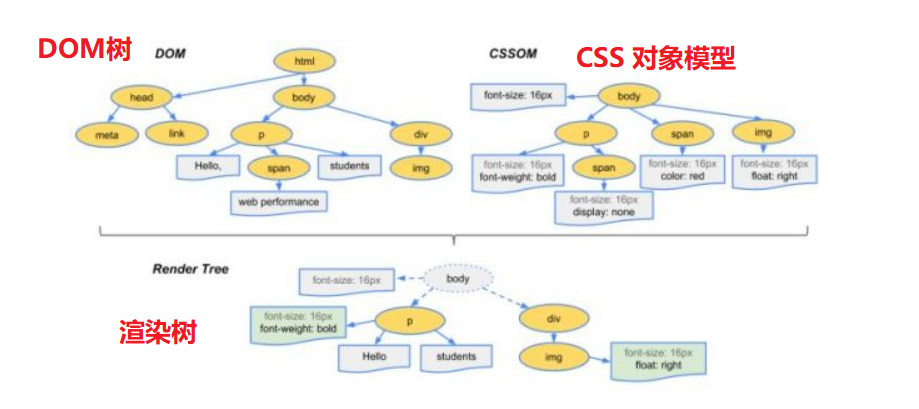 DOM树
DOM
html
head
body
meta
link
p
div
Hello,
span
students
img
web performance
CSSOM
CSS 对象模型
font-size: 16px
body
p
span
img
font-size: 16px
font-weight: bold
span
font-size: 16px
color: red
font-size: 16px
float: right
font-size: 16px
display: none
Render Tree
渲染树
font-size: 16px
body
font-size: 16px
font-weight: bold
p
div
Hello
students
img
font-size: 16px
float: right